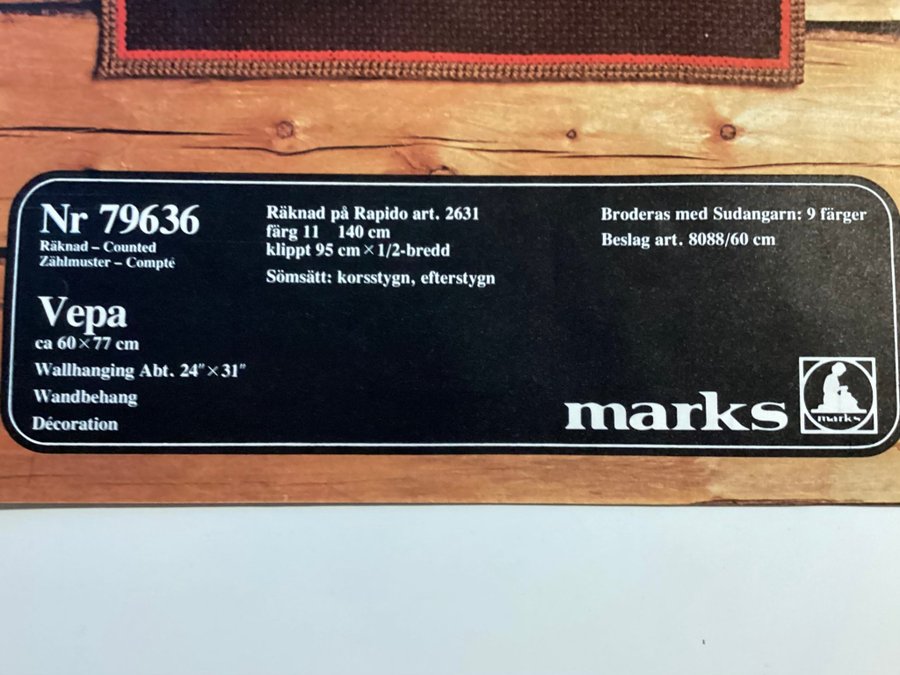 Nr 79636
Räknad – Counted
Zählmuster – Compté
Vepa
ca 60 × 77 cm
Wallhanging Abt. 24″ × 31″
Wandbehang
Décoration
Räknad på Rapido art. 2631
färg 11 140 cm
klippt 95 cm × 1/2-bredd
Sömsätt: korsstygn, efterstygn
Broderas med Sudangarn: 9 färger
Beslag art. 8088/60 cm
marks
marks